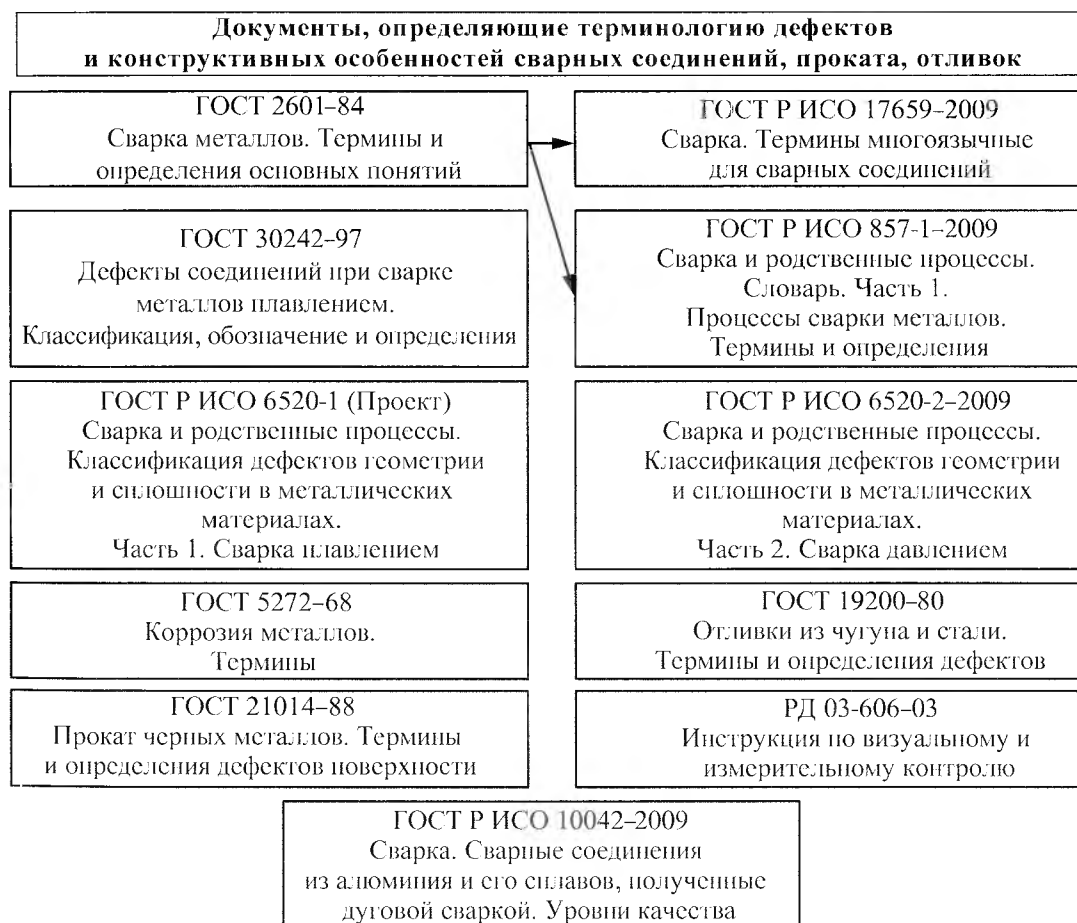 Документы, определяющие терминологию дефектов
и конструктивных особенностей сварных соединений, проката, отливок
ГОСТ 2601–84
Сварка металлов. Термины и
определения основных понятий
ГОСТ Р ИСО 17659–2009
Сварка. Термины многоязычные
для сварных соединений
ГОСТ 30242–97
Дефекты соединений при сварке
металлов плавлением.
Классификация, обозначение и определения
ГОСТ Р ИСО 857-1–2009
Сварка и родственные процессы.
Словарь. Часть 1.
Процессы сварки металлов.
Термины и определения
ГОСТ Р ИСО 6520-1 (Проект)
Сварка и родственные процессы.
Классификация дефектов геометрии
и сплошности в металлических
материалах.
Часть 1. Сварка плавлением
ГОСТ Р ИСО 6520-2–2009
Сварка и родственные процессы.
Классификация дефектов геометрии
и сплошности в металлических
материалах.
Часть 2. Сварка давлением
ГОСТ 5272–68
Коррозия металлов.
Термины
ГОСТ 19200–80
Отливки из чугуна и стали.
Термины и определения дефектов
ГОСТ 21014–88
Прокат черных металлов. Термины
и определения дефектов поверхности
РД 03-606–03
Инструкция по визуальному и
измерительному контролю
ГОСТ Р ИСО 10042–2009
Сварка. Сварные соединения
из алюминия и его сплавов, полученные
дуговой сваркой. Уровни качества